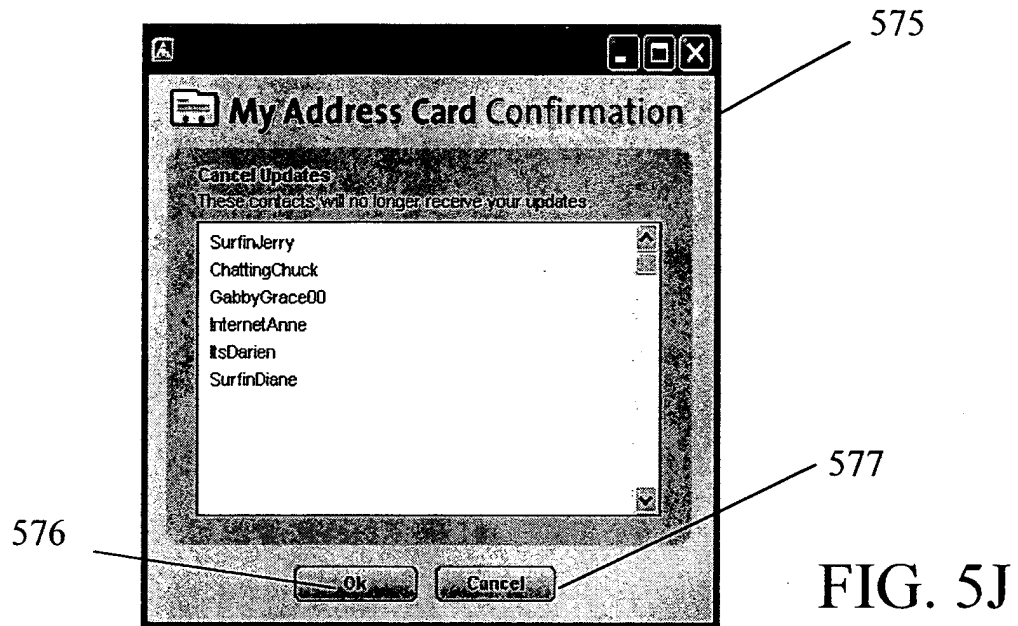 575
My Address Card Confirmation
Cancel Updates
These contacts will no longer receive your updates.
SurfinJerry
ChattingChuck
GabbyGrace00
InternetAnne
ItsDarien
SurfinDiane
577
576
Ok
Cancel
FIG. 5J